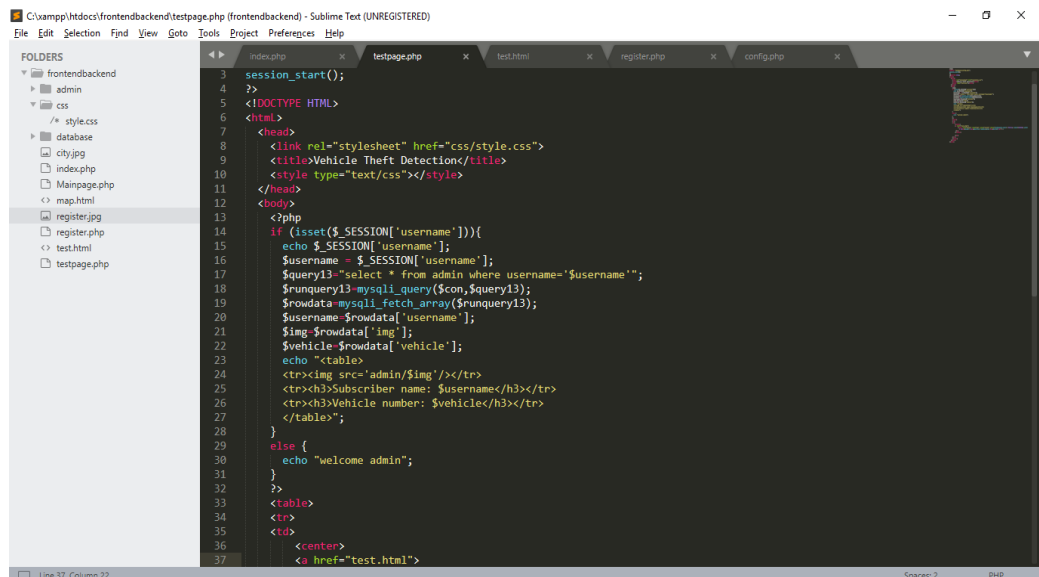 C:\xampp\htdocs\frontendbackend\testpage.php (frontendbackend) - Sublime Text (UNREGISTERED)
File Edit Selection Find View Goto Tools Project Preferences Help
FOLDERS
frontendbackend
admin
css
/* style.css
database
city.jpg
index.php
Mainpage.php
<> map.html
register.jpg
register.php
<> test.html
testpage.php
index.php × testpage.php × test.html × register.php × config.php ×
3 session_start();
4 ?>
5 <!DOCTYPE HTML>
6 <html>
7 <head>
8 <link rel="stylesheet" href="css/style.css">
9 <title>Vehicle Theft Detection</title>
10 <style type="text/css"></style>
11 </head>
12 <body>
13 <?php
14 if (isset($_SESSION['username'])){
15 echo $_SESSION['username'];
16 $username = $_SESSION['username'];
17 $query13="select * from admin where username='$username'";
18 $runquery13=mysqli_query($con,$query13);
19 $rowdata=mysqli_fetch_array($runquery13);
20 $username=$rowdata['username'];
21 $img=$rowdata['img'];
22 $vehicle=$rowdata['vehicle'];
23 echo "<table>
24 <tr><img src='admin/$img'/></tr>
25 <tr><h3>Subscriber name: $username</h3></tr>
26 <tr><h3>Vehicle number: $vehicle</h3></tr>
27 </table>";
28 }
29 else {
30 echo "welcome admin";
31 }
32 ?>
33 <table>
34 <tr>
35 <td>
36 <center>
37 <a href="test.html">
Line 37, Column 22 Spaces: 2 PHP